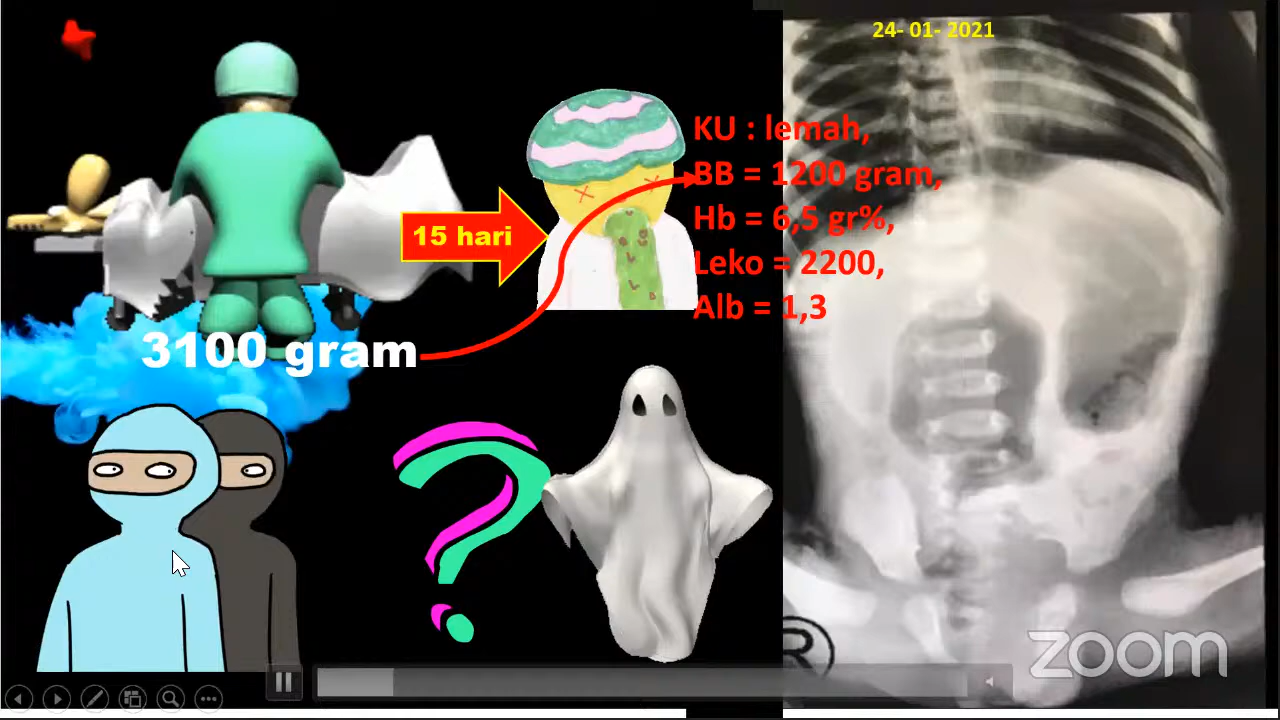 24- 01- 2021
KU : lemah,
BB = 1200 gram,
Hb = 6,5 gr%,
Leko = 2200,
Alb = 1,3
15 hari
3100 gram
R
zoom